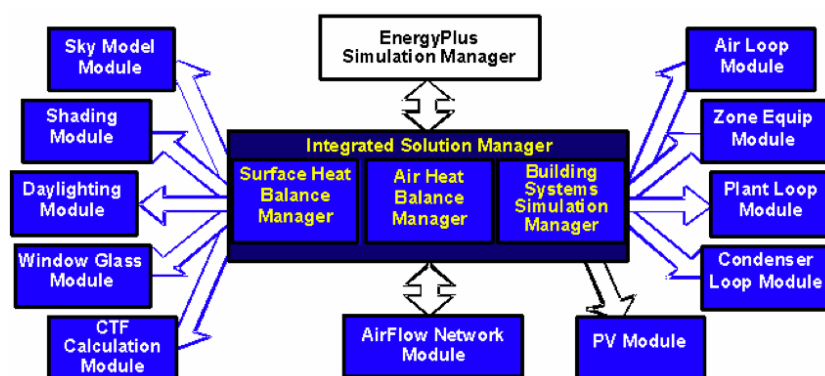 EnergyPlus
Simulation Manager
Sky Model
Module
Shading
Module
Daylighting
Module
Window Glass
Module
CTF
Calculation
Module
Integrated Solution Manager
Surface Heat
Balance
Manager
Air Heat
Balance
Manager
Building
Systems
Simulation
Manager
Air Loop
Module
Zone Equip
Module
Plant Loop
Module
Condenser
Loop Module
AirFlow Network
Module
PV Module